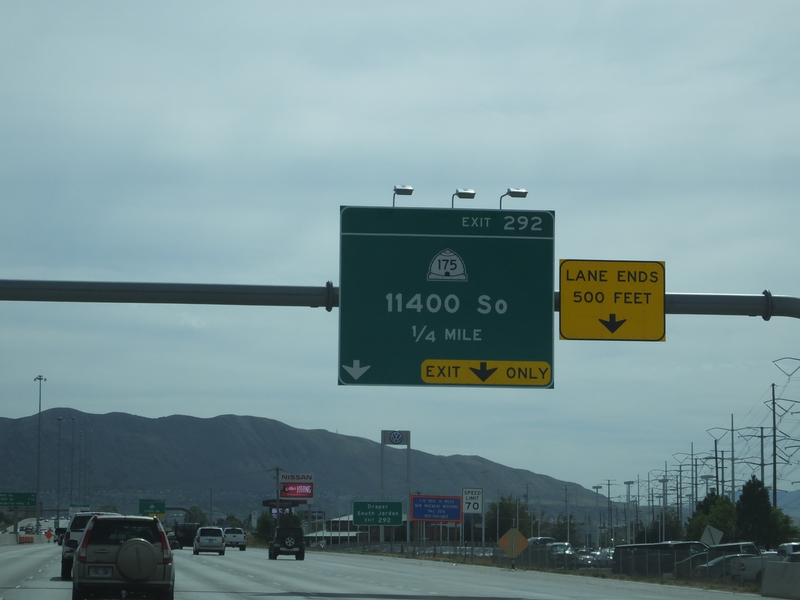 EXIT 292
175
11400 So
1/4 MILE
EXIT ONLY
LANE ENDS
500 FEET
NISSAN
Draper
South Jordan
EXIT 292
SPEED
LIMIT
70